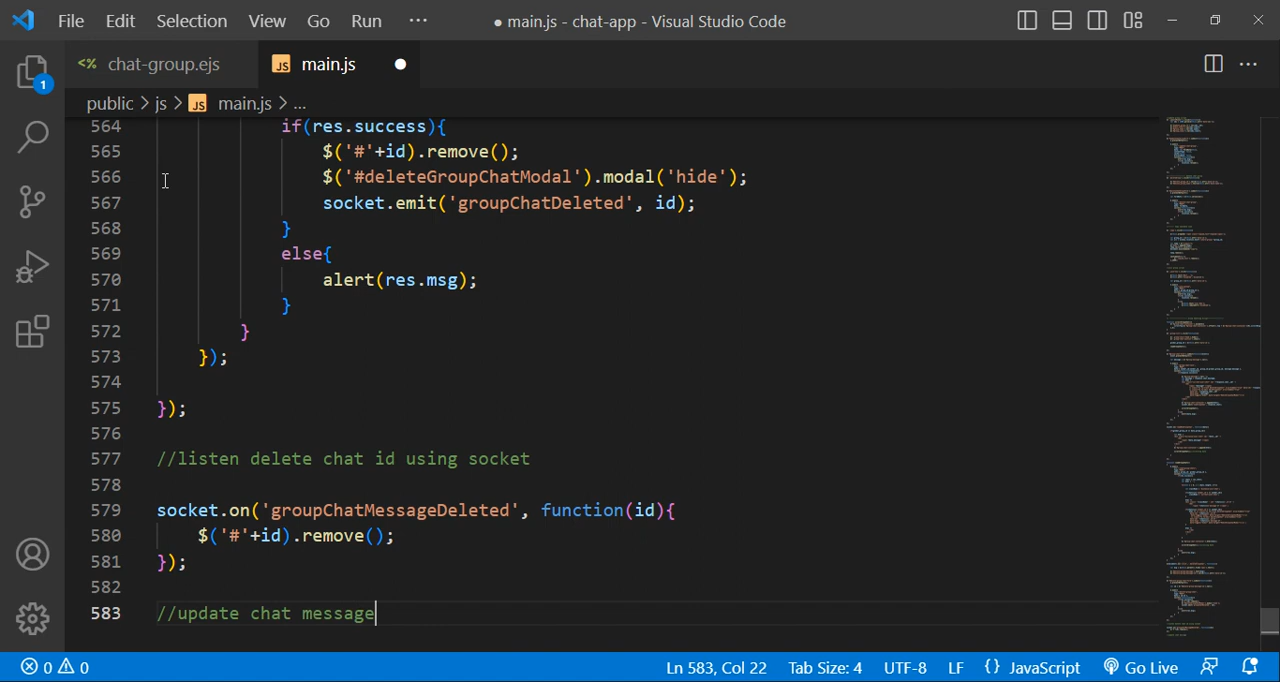 File Edit Selection View Go Run ··· ● main.js - chat-app - Visual Studio Code
<% chat-group.ejs JS main.js ●
1
public > js > JS main.js > ...
564 if(res.success){
565 $('#'+id).remove();
566 $('#deleteGroupChatModal').modal('hide');
567 socket.emit('groupChatDeleted', id);
568 }
569 else{
570 alert(res.msg);
571 }
572 }
573 });
574
575 });
576
577 //listen delete chat id using socket
578
579 socket.on('groupChatMessageDeleted', function(id){
580 $('#'+id).remove();
581 });
582
583 //update chat message
0 0 Ln 583, Col 22 Tab Size: 4 UTF-8 LF {} JavaScript Go Live